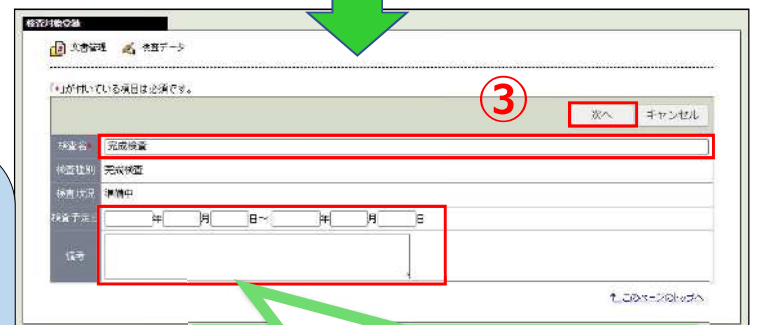 検査対象登録
文書管理 検査データ
「*」が付いている項目は必須です。
③
次へ キャンセル
検査名* 完成検査
検査種別 完成検査
検査状況 準備中
検査予定日 年 月 日～ 年 月 日
備考
このページのトップへ